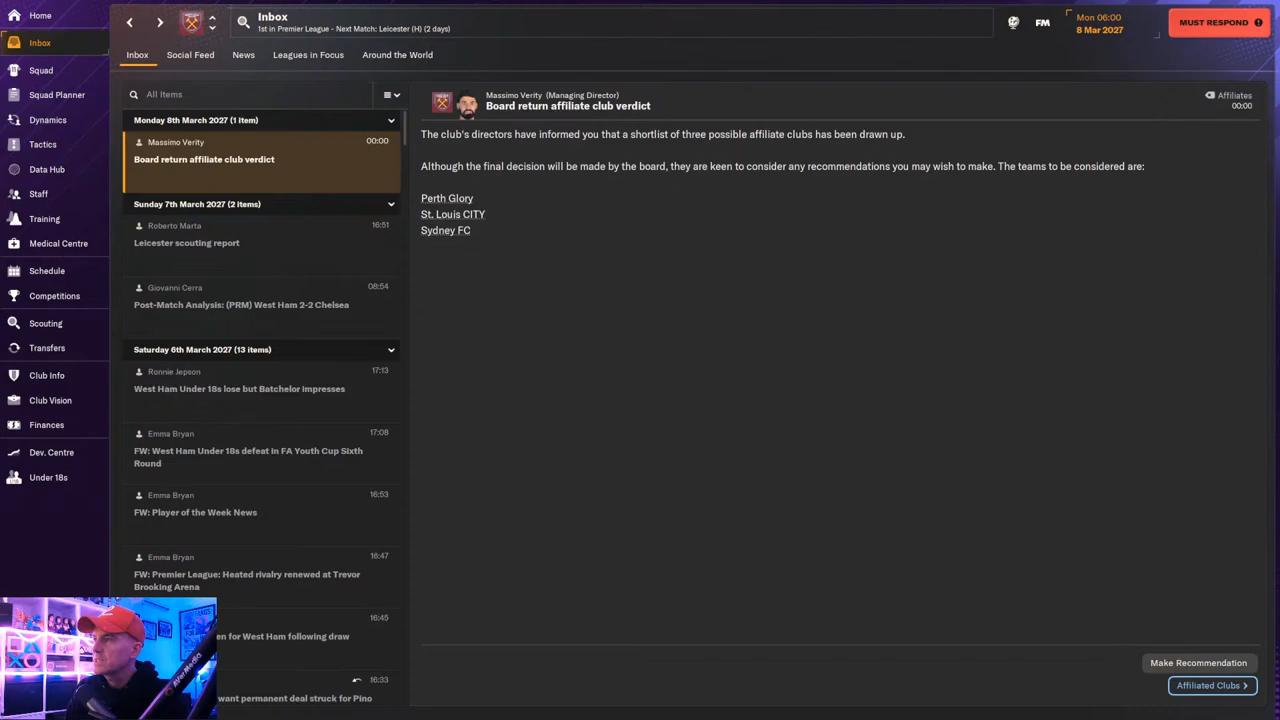 Home
Inbox
Squad
Squad Planner
Dynamics
Tactics
Data Hub
Staff
Training
Medical Centre
Schedule
Competitions
Scouting
Transfers
Club Info
Club Vision
Finances
Dev. Centre
Under 18s
Inbox
1st in Premier League - Next Match: Leicester (H) (2 days)
FM
Mon 06:00
8 Mar 2027
MUST RESPOND
Inbox Social Feed News Leagues in Focus Around the World
All Items
Monday 8th March 2027 (1 item)
Massimo Verity 00:00
Board return affiliate club verdict
Sunday 7th March 2027 (2 items)
Roberto Marta 16:51
Leicester scouting report
Giovanni Cerra 08:54
Post-Match Analysis: (PRM) West Ham 2-2 Chelsea
Saturday 6th March 2027 (13 items)
Ronnie Jepson 17:13
West Ham Under 18s lose but Batchelor impresses
Emma Bryan 17:08
FW: West Ham Under 18s defeat in FA Youth Cup Sixth
Round
Emma Bryan 16:53
FW: Player of the Week News
Emma Bryan 16:47
FW: Premier League: Heated rivalry renewed at Trevor
Brooking Arena
16:45
en for West Ham following draw
16:33
want permanent deal struck for Pino
Massimo Verity (Managing Director)
Board return affiliate club verdict
Affiliates
00:00
The club's directors have informed you that a shortlist of three possible affiliate clubs has been drawn up.
Although the final decision will be made by the board, they are keen to consider any recommendations you may wish to make. The teams to be considered are:
Perth Glory
St. Louis CITY
Sydney FC
Make Recommendation
Affiliated Clubs